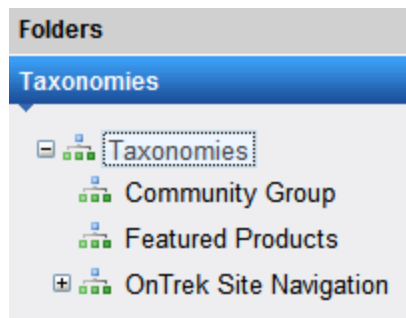 Folders
Taxonomies
Taxonomies
Community Group
Featured Products
OnTrek Site Navigation